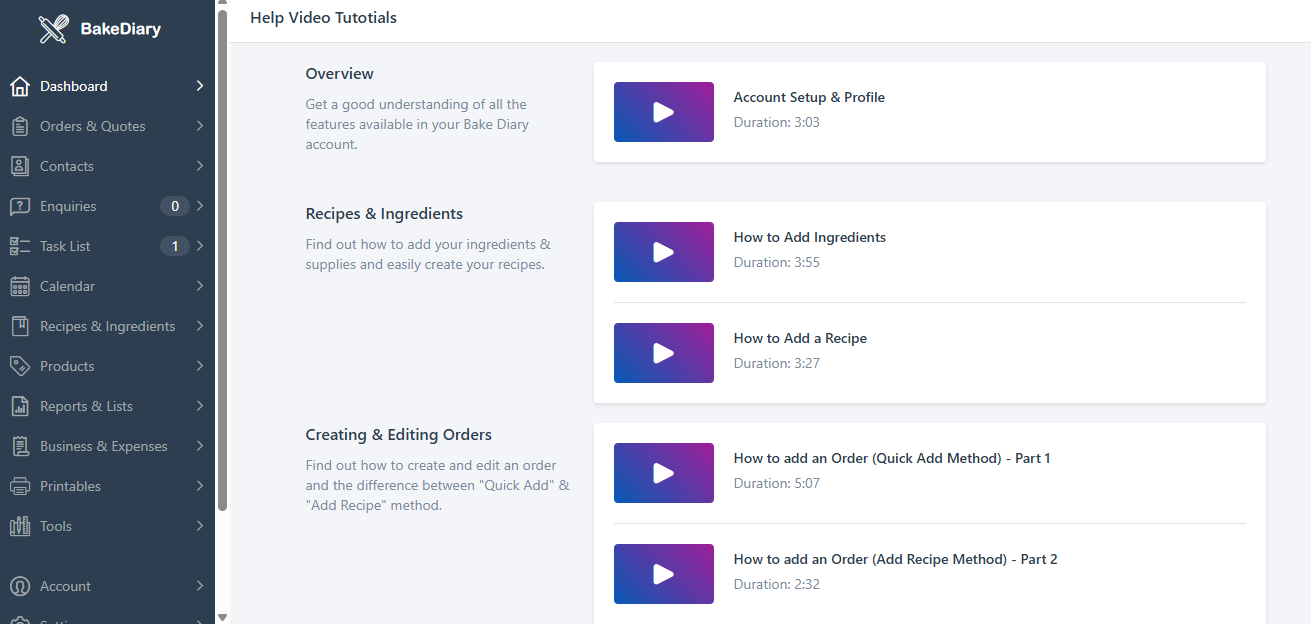 BakeDiary
Dashboard
Orders & Quotes
Contacts
Enquiries 0
Task List 1
Calendar
Recipes & Ingredients
Products
Reports & Lists
Business & Expenses
Printables
Tools
Account
Help Video Tutotials
Overview
Get a good understanding of all the
features available in your Bake Diary
account.
Account Setup & Profile
Duration: 3:03
Recipes & Ingredients
Find out how to add your ingredients &
supplies and easily create your recipes.
How to Add Ingredients
Duration: 3:55
How to Add a Recipe
Duration: 3:27
Creating & Editing Orders
Find out how to create and edit an order
and the difference between "Quick Add" &
"Add Recipe" method.
How to add an Order (Quick Add Method) - Part 1
Duration: 5:07
How to add an Order (Add Recipe Method) - Part 2
Duration: 2:32